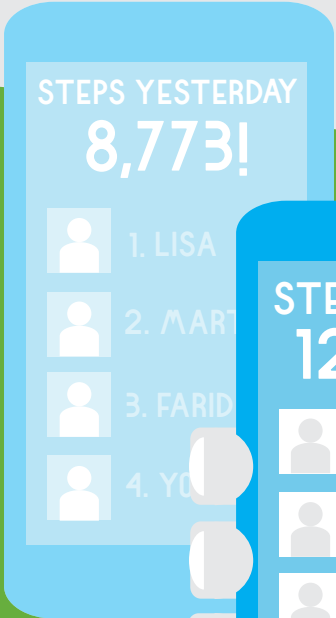 STEPS YESTERDAY
8,773!
1. LISA
2. MART
3. FARID
4. YO
STE
12